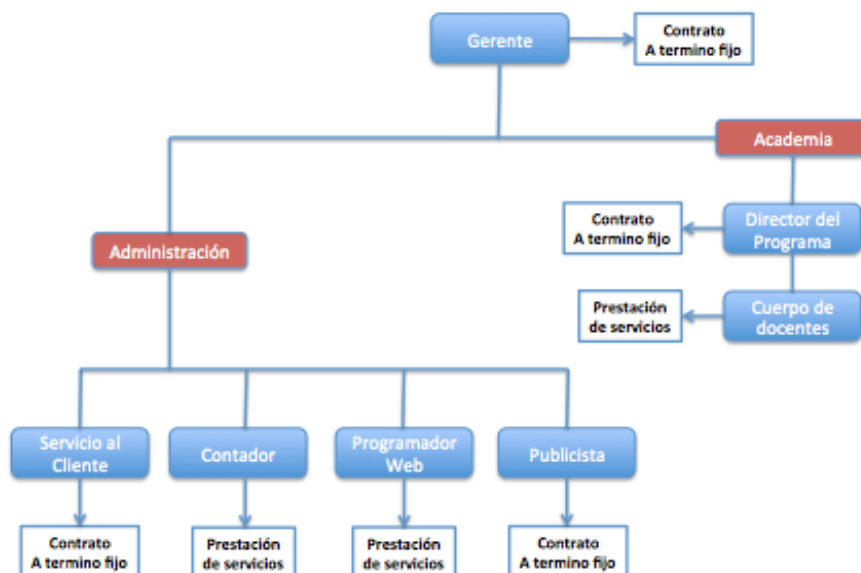 Gerente
Contrato
A termino fijo
Academia
Contrato
A termino fijo
Director del
Programa
Administración
Prestación
de servicios
Cuerpo de
docentes
Servicio al
Cliente
Contador
Programador
Web
Publicista
Contrato
A termino fijo
Prestación
de servicios
Prestación
de servicios
Contrato
A termino fijo